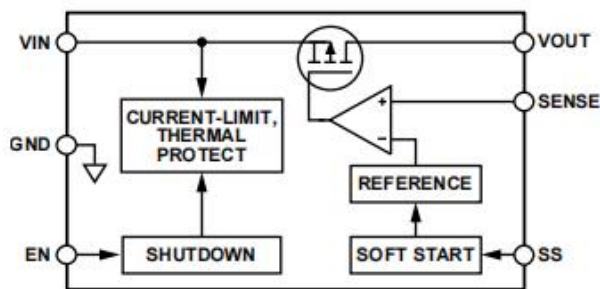 VIN
VOUT
SENSE
CURRENT-LIMIT,
THERMAL
PROTECT
+
−
GND
REFERENCE
EN
SHUTDOWN
SOFT START
SS